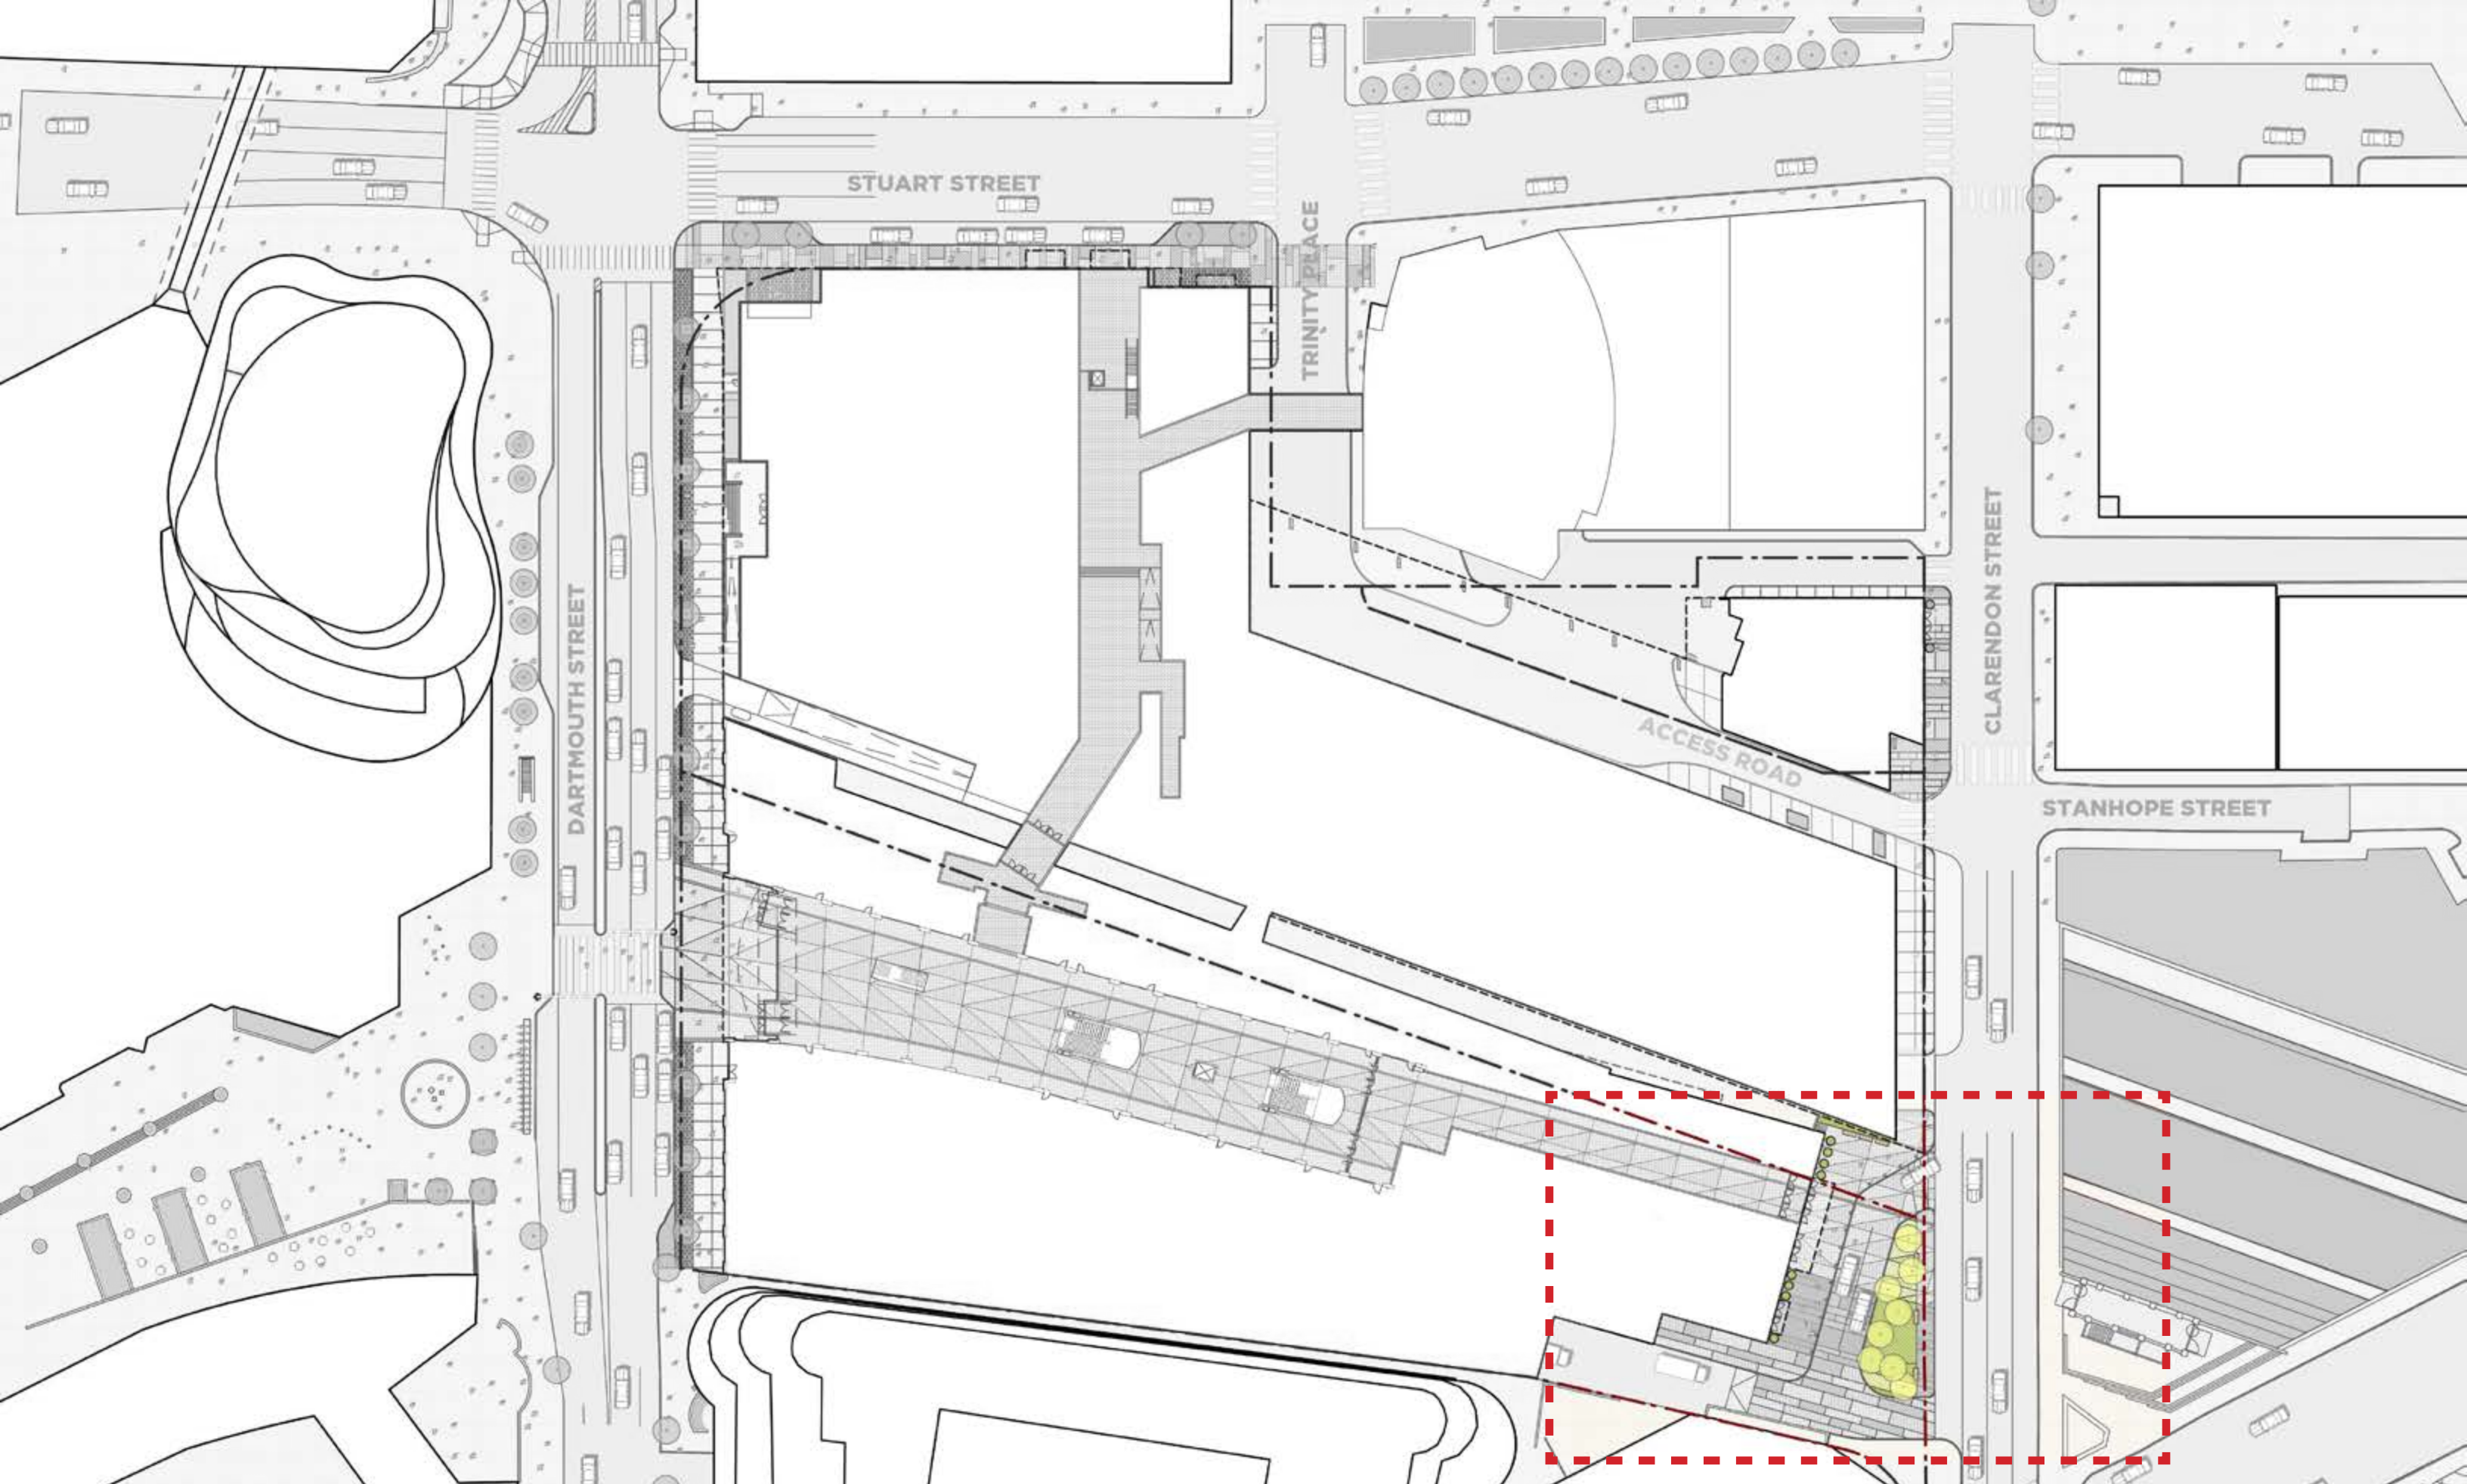 STUART STREET
TRINITY PLACE
DARTMOUTH STREET
CLARENDON STREET
ACCESS ROAD
STANHOPE STREET